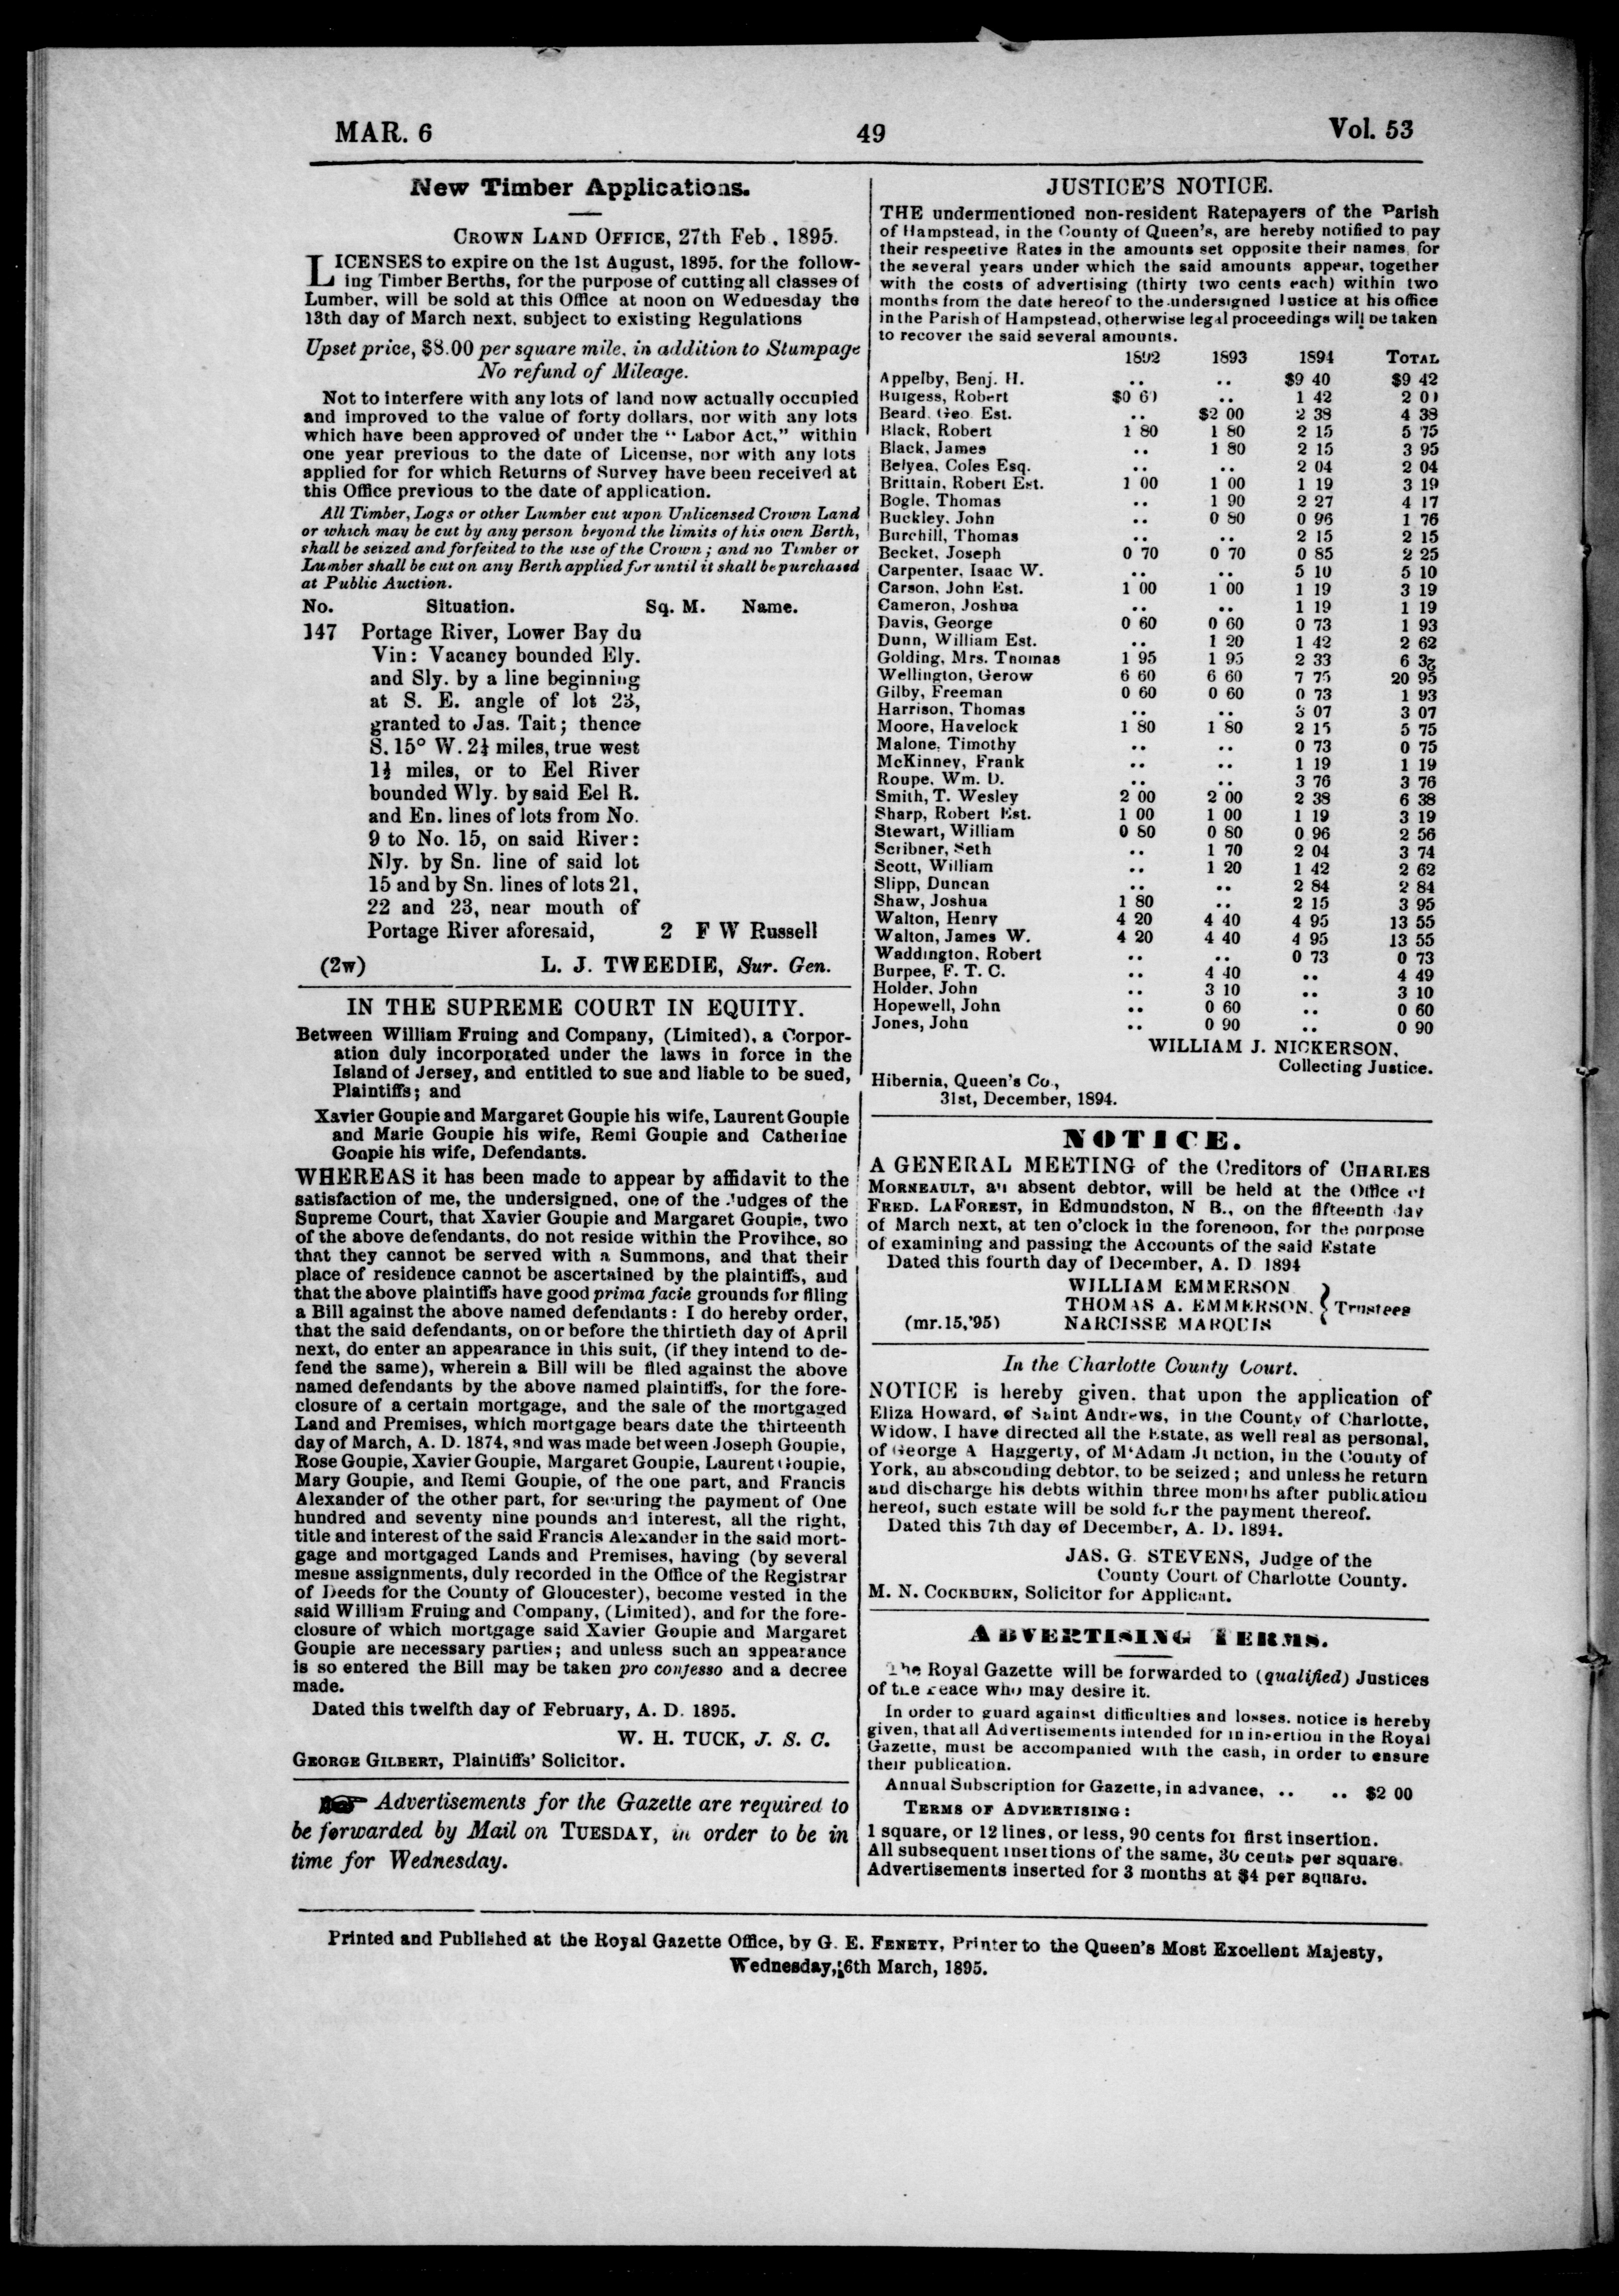 MAR. 6 49 Vol. 53
New Timber Applications.
CROWN LAND OFFICE, 27th Feb., 1895.
LICENSES to expire on the 1st August, 1895, for the follow-
ing Timber Berths, for the purpose of cutting all classes of
Lumber, will be sold at this Office at noon on Wednesday the
13th day of March next, subject to existing Regulations
Upset price, $8.00 per square mile, in addition to Stumpage
No refund of Mileage.
Not to interfere with any lots of land now actually occupied
and improved to the value of forty dollars, nor with any lots
which have been approved of under the "Labor Act," within
one year previous to the date of License, nor with any lots
applied for for which Returns of Survey have been received at
this Office previous to the date of application.
All Timber, Logs or other Lumber cut upon Unlicensed Crown Land
or which may be cut by any person beyond the limits of his own Berth,
shall be seized and forfeited to the use of the Crown; and no Timber or
Lumber shall be cut on any Berth applied for until it shall be purchased
at Public Auction.
No. Situation. Sq. M. Name.
147 Portage River, Lower Bay du
Vin: Vacancy bounded Ely.
and Sly. by a line beginning
at S. E. angle of lot 23,
granted to Jas. Tait; thence
S. 15° W. 2¼ miles, true west
1½ miles, or to Eel River
bounded Wly. by said Eel R.
and En. lines of lots from No.
9 to No. 15, on said River:
Nly. by Sn. line of said lot
15 and by Sn. lines of lots 21,
22 and 23, near mouth of
Portage River aforesaid, 2 F W Russell
(2w) L. J. TWEEDIE, Sur. Gen.
IN THE SUPREME COURT IN EQUITY.
Between William Fruing and Company, (Limited), a Corpor-
ation duly incorporated under the laws in force in the
Island of Jersey, and entitled to sue and liable to be sued,
Plaintiffs; and
Xavier Goupie and Margaret Goupie his wife, Laurent Goupie
and Marie Goupie his wife, Remi Goupie and Catherine
Goupie his wife, Defendants.
WHEREAS it has been made to appear by affidavit to the
satisfaction of me, the undersigned, one of the Judges of the
Supreme Court, that Xavier Goupie and Margaret Goupie, two
of the above defendants, do not reside within the Province, so
that they cannot be served with a Summons, and that their
place of residence cannot be ascertained by the plaintiffs, and
that the above plaintiffs have good prima facie grounds for filing
a Bill against the above named defendants: I do hereby order,
that the said defendants, on or before the thirtieth day of April
next, do enter an appearance in this suit, (if they intend to de-
fend the same), wherein a Bill will be filed against the above
named defendants by the above named plaintiffs, for the fore-
closure of a certain mortgage, and the sale of the mortgaged
Land and Premises, which mortgage bears date the thirteenth
day of March, A. D. 1874, and was made between Joseph Goupie,
Rose Goupie, Xavier Goupie, Margaret Goupie, Laurent Goupie,
Mary Goupie, and Remi Goupie, of the one part, and Francis
Alexander of the other part, for securing the payment of One
hundred and seventy nine pounds and interest, all the right,
title and interest of the said Francis Alexander in the said mort-
gage and mortgaged Lands and Premises, having (by several
mesne assignments, duly recorded in the Office of the Registrar
of Deeds for the County of Gloucester), become vested in the
said William Fruing and Company, (Limited), and for the fore-
closure of which mortgage said Xavier Goupie and Margaret
Goupie are necessary parties; and unless such an appearance
is so entered the Bill may be taken pro confesso and a decree
made.
Dated this twelfth day of February, A. D. 1895.
W. H. TUCK, J. S. C.
GEORGE GILBERT, Plaintiffs' Solicitor.
☞ Advertisements for the Gazette are required to
be forwarded by Mail on TUESDAY, in order to be in
time for Wednesday.
JUSTICE'S NOTICE.
THE undermentioned non-resident Ratepayers of the Parish
of Hampstead, in the County of Queen's, are hereby notified to pay
their respective Rates in the amounts set opposite their names, for
the several years under which the said amounts appear, together
with the costs of advertising (thirty two cents each) within two
months from the date hereof to the undersigned Justice at his office
in the Parish of Hampstead, otherwise legal proceedings will be taken
to recover the said several amounts.
1892 1893 1894 TOTAL
Appelby, Benj. H. .. .. $9 40 $9 42
Burgess, Robert $0 60 .. 1 42 2 0
Beard, Geo. Est. .. $2 00 2 38 4 38
Black, Robert 1 80 1 80 2 15 5 75
Black, James .. 1 80 2 15 3 95
Belyea, Coles Esq. .. .. 2 04 2 04
Brittain, Robert Est. 1 00 1 00 1 19 3 19
Bogle, Thomas .. 1 90 2 27 4 17
Buckley, John .. 0 80 0 96 1 76
Burchill, Thomas .. .. 2 15 2 15
Becket, Joseph 0 70 0 70 0 85 2 25
Carpenter, Isaac W. .. .. 5 10 5 10
Carson, John Est. 1 00 1 00 1 19 3 19
Cameron, Joshua .. .. 1 19 1 19
Davis, George 0 60 0 60 0 73 1 93
Dunn, William Est. .. 1 20 1 42 2 62
Golding, Mrs. Thomas 1 95 1 95 2 33 6 3
Wellington, Gerow 6 60 6 60 7 75 20 95
Gilby, Freeman 0 60 0 60 0 73 1 93
Harrison, Thomas .. .. 3 07 3 07
Moore, Havelock 1 80 1 80 2 15 5 75
Malone, Timothy .. .. 0 73 0 75
McKinney, Frank .. .. 1 19 1 19
Roupe, Wm. D. .. .. 3 76 3 76
Smith, T. Wesley 2 00 2 00 2 38 6 38
Sharp, Robert Est. 1 00 1 00 1 19 3 19
Stewart, William 0 80 0 80 0 96 2 56
Scribner, Seth .. 1 70 2 04 3 74
Scott, William .. 1 20 1 42 2 62
Slipp, Duncan .. .. 2 84 2 84
Shaw, Joshua 1 80 .. 2 15 3 95
Walton, Henry 4 20 4 40 4 95 13 55
Walton, James W. 4 20 4 40 4 95 13 55
Waddington, Robert .. .. 0 73 0 73
Burpee, F. T. C. .. 4 40 .. 4 49
Holder, John .. 3 10 .. 3 10
Hopewell, John .. 0 60 .. 0 60
Jones, John .. 0 90 .. 0 90
WILLIAM J. NICKERSON,
Collecting Justice.
Hibernia, Queen's Co.,
31st, December, 1894.
NOTICE.
A GENERAL MEETING of the Creditors of CHARLES
MORNEAULT, an absent debtor, will be held at the Office of
FRED. LAFOREST, in Edmundston, N B., on the fifteenth day
of March next, at ten o'clock in the forenoon, for the purpose
of examining and passing the Accounts of the said Estate
Dated this fourth day of December, A. D 1894
WILLIAM EMMERSON
THOMAS A. EMMERSON. } Trustees
(mr.15,'95) NARCISSE MARQUIS
In the Charlotte County Court.
NOTICE is hereby given, that upon the application of
Eliza Howard, of Saint Andrews, in the County of Charlotte,
Widow, I have directed all the Estate, as well real as personal,
of George A Haggerty, of M'Adam Junction, in the County of
York, an absconding debtor, to be seized; and unless he return
and discharge his debts within three months after publication
hereof, such estate will be sold for the payment thereof.
Dated this 7th day of December, A. D. 1894.
JAS. G. STEVENS, Judge of the
County Court of Charlotte County.
M. N. COCKBURN, Solicitor for Applicant.
ADVERTISING TERMS.
The Royal Gazette will be forwarded to (qualified) Justices
of the Peace who may desire it.
In order to guard against difficulties and losses, notice is hereby
given, that all Advertisements intended for insertion in the Royal
Gazette, must be accompanied with the cash, in order to ensure
their publication.
Annual Subscription for Gazette, in advance, .. .. $2 00
TERMS OF ADVERTISING:
1 square, or 12 lines, or less, 90 cents for first insertion.
All subsequent insertions of the same, 30 cents per square.
Advertisements inserted for 3 months at $4 per square.
Printed and Published at the Royal Gazette Office, by G. E. FENETY, Printer to the Queen's Most Excellent Majesty,
Wednesday, 6th March, 1895.